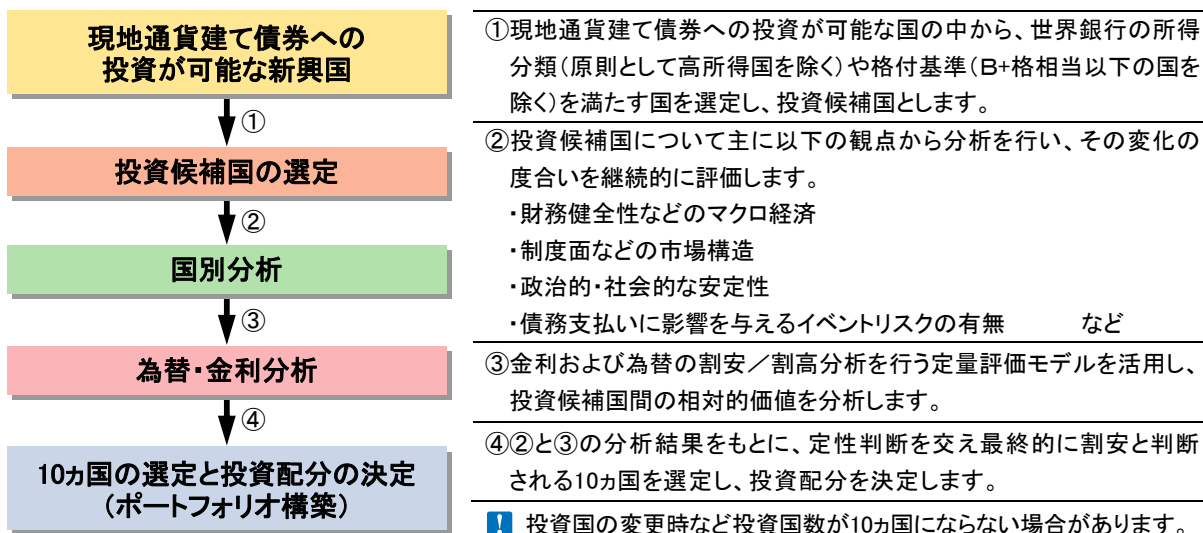 現地通貨建て債券への
投資が可能な新興国
①
投資候補国の選定
②
国別分析
③
為替・金利分析
④
10ヵ国の選定と投資配分の決定
(ポートフォリオ構築)
①現地通貨建て債券への投資が可能な国の中から、世界銀行の所得
分類(原則として高所得国を除く)や格付基準(B+格相当以下の国を
除く)を満たす国を選定し、投資候補国とします。
②投資候補国について主に以下の観点から分析を行い、その変化の
度合いを継続的に評価します。
・財務健全性などのマクロ経済
・制度面などの市場構造
・政治的・社会的な安定性
・債務支払いに影響を与えるイベントリスクの有無 など
③金利および為替の割安/割高分析を行う定量評価モデルを活用し、
投資候補国間の相対的価値を分析します。
④②と③の分析結果をもとに、定性判断を交え最終的に割安と判断
される10ヵ国を選定し、投資配分を決定します。
! 投資国の変更時など投資国数が10ヵ国にならない場合があります。